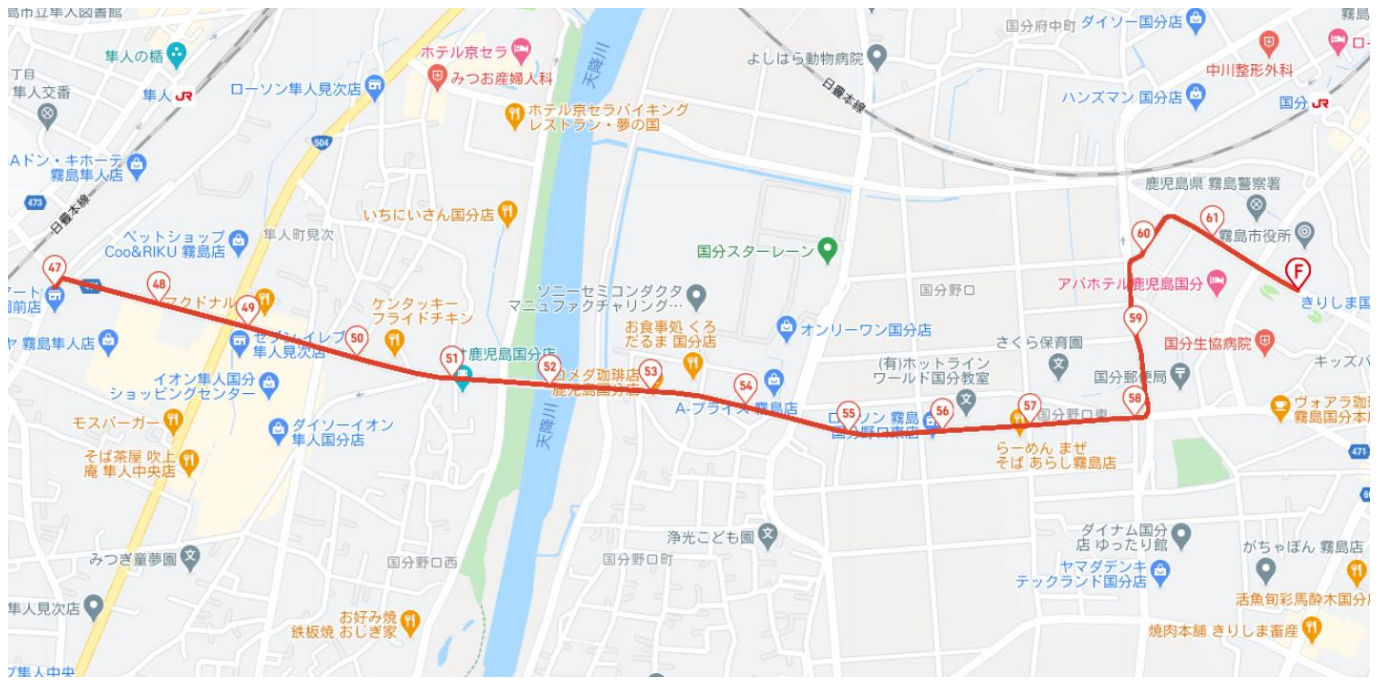 島市立隼人図書館
隼人の楯
丁目
隼人交番
隼人 JR
ローソン隼人見次店
ホテル京セラ
みつお産婦人科
ホテル京セラバイキング
レストラン・夢の国
天降川
よしはら動物病院
日豊本線
国分府中町
ダイソー国分店
中川整形外科
ハンズマン 国分店
国分 JR
霧島
ロー
Aドン・キホーテ
霧島隼人店
504
473
日豊本線
ペットショップ
Coo&RIKU 霧島店
隼人町見次
いちにいさん国分店
国分スターレーン
鹿児島県 霧島警察署
霧島市役所
47
48
49
50
51
52
53
54
55
56
57
58
59
60
61
F
アート
前店
マクドナル
ケンタッキー
フライドチキン
ソニーセミコンダクタ
マニュファクチャリング…
国分野口
アパホテル鹿児島国分
きりしま国
ヤ 霧島隼人店
セブン-イレブ
隼人見次店
鹿児島国分店
お食事処 くろ
だるま 国分店
オンリーワン国分店
さくら保育園
国分生協病院
キッズパ
イオン隼人国分
ショッピングセンター
コメダ珈琲店
鹿児島国分店
A-プライス 霧島店
(有)ホットライン
ワールド国分教室
国分郵便局
モスバーガー
ダイソーイオン
隼人国分店
天降川
ローソン 霧島
国分野口東店
国分野口東
らーめん まぜ
そば あらし霧島店
ヴォアラ珈琲
霧島国分本店
471
そば茶屋 吹上
庵 隼人中央店
みつぎ童夢園
国分野口西
国分野口町
浄光こども園
ダイナム国分
店 ゆったり館
ヤマダデンキ
テックランド国分店
がちゃぽん 霧島店
活魚旬彩馬酔木国分
隼人見次店
お好み焼
鉄板焼 おじぎ家
焼肉本舗 きりしま畜産
プ隼人中央